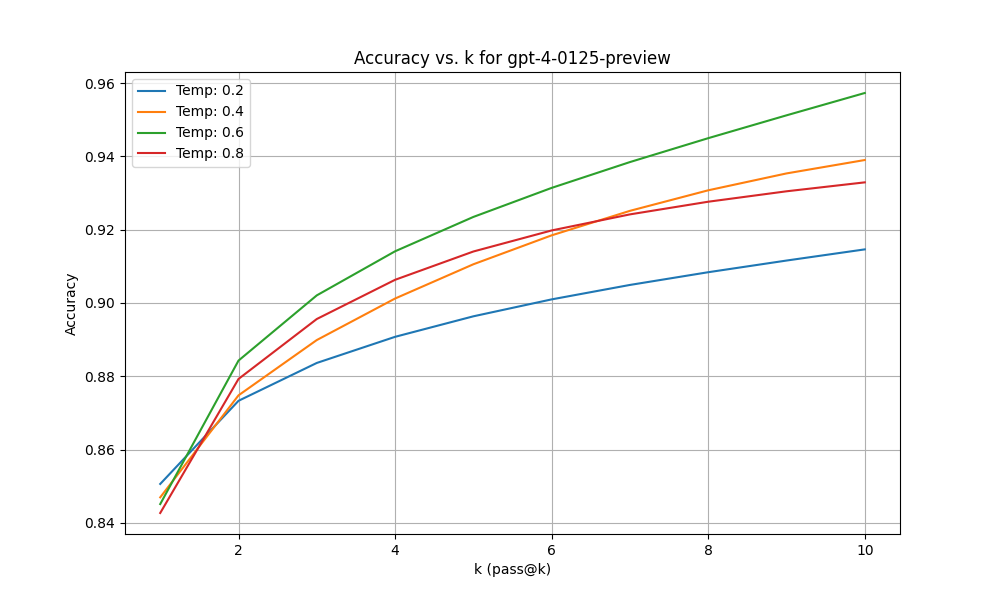 Accuracy vs. k for gpt-4-0125-preview
Temp: 0.2
Temp: 0.4
Temp: 0.6
Temp: 0.8
0.96
0.94
0.92
0.90
0.88
0.86
0.84
Accuracy
2 4 6 8 10
k (pass@k)